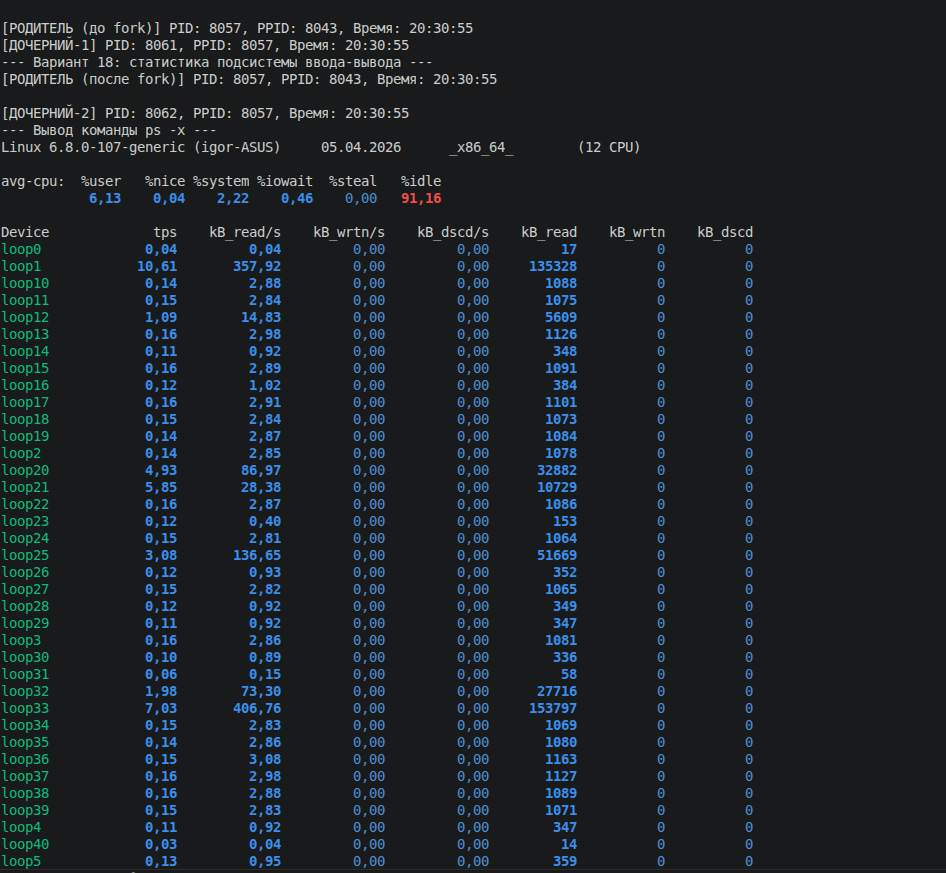 [РОДИТЕЛЬ (до fork)] PID: 8057, PPID: 8043, Время: 20:30:55
[ДОЧЕРНИЙ-1] PID: 8061, PPID: 8057, Время: 20:30:55
--- Вариант 18: статистика подсистемы ввода-вывода ---
[РОДИТЕЛЬ (после fork)] PID: 8057, PPID: 8043, Время: 20:30:55
[ДОЧЕРНИЙ-2] PID: 8062, PPID: 8057, Время: 20:30:55
--- Вывод команды ps -x ---
Linux 6.8.0-107-generic (igor-ASUS) 05.04.2026 _x86_64_ (12 CPU)
avg-cpu: %user %nice %system %iowait %steal %idle
6,13 0,04 2,22 0,46 0,00 91,16
Device tps kB_read/s kB_wrtn/s kB_dscd/s kB_read kB_wrtn kB_dscd
loop0 0,04 0,04 0,00 0,00 17 0 0
loop1 10,61 357,92 0,00 0,00 135328 0 0
loop10 0,14 2,88 0,00 0,00 1088 0 0
loop11 0,15 2,84 0,00 0,00 1075 0 0
loop12 1,09 14,83 0,00 0,00 5609 0 0
loop13 0,16 2,98 0,00 0,00 1126 0 0
loop14 0,11 0,92 0,00 0,00 348 0 0
loop15 0,16 2,89 0,00 0,00 1091 0 0
loop16 0,12 1,02 0,00 0,00 384 0 0
loop17 0,16 2,91 0,00 0,00 1101 0 0
loop18 0,15 2,84 0,00 0,00 1073 0 0
loop19 0,14 2,87 0,00 0,00 1084 0 0
loop2 0,14 2,85 0,00 0,00 1078 0 0
loop20 4,93 86,97 0,00 0,00 32882 0 0
loop21 5,85 28,38 0,00 0,00 10729 0 0
loop22 0,16 2,87 0,00 0,00 1086 0 0
loop23 0,12 0,40 0,00 0,00 153 0 0
loop24 0,15 2,81 0,00 0,00 1064 0 0
loop25 3,08 136,65 0,00 0,00 51669 0 0
loop26 0,12 0,93 0,00 0,00 352 0 0
loop27 0,15 2,82 0,00 0,00 1065 0 0
loop28 0,12 0,92 0,00 0,00 349 0 0
loop29 0,11 0,92 0,00 0,00 347 0 0
loop3 0,16 2,86 0,00 0,00 1081 0 0
loop30 0,10 0,89 0,00 0,00 336 0 0
loop31 0,06 0,15 0,00 0,00 58 0 0
loop32 1,98 73,30 0,00 0,00 27716 0 0
loop33 7,03 406,76 0,00 0,00 153797 0 0
loop34 0,15 2,83 0,00 0,00 1069 0 0
loop35 0,14 2,86 0,00 0,00 1080 0 0
loop36 0,15 3,08 0,00 0,00 1163 0 0
loop37 0,16 2,98 0,00 0,00 1127 0 0
loop38 0,16 2,88 0,00 0,00 1089 0 0
loop39 0,15 2,83 0,00 0,00 1071 0 0
loop4 0,11 0,92 0,00 0,00 347 0 0
loop40 0,03 0,04 0,00 0,00 14 0 0
loop5 0,13 0,95 0,00 0,00 359 0 0